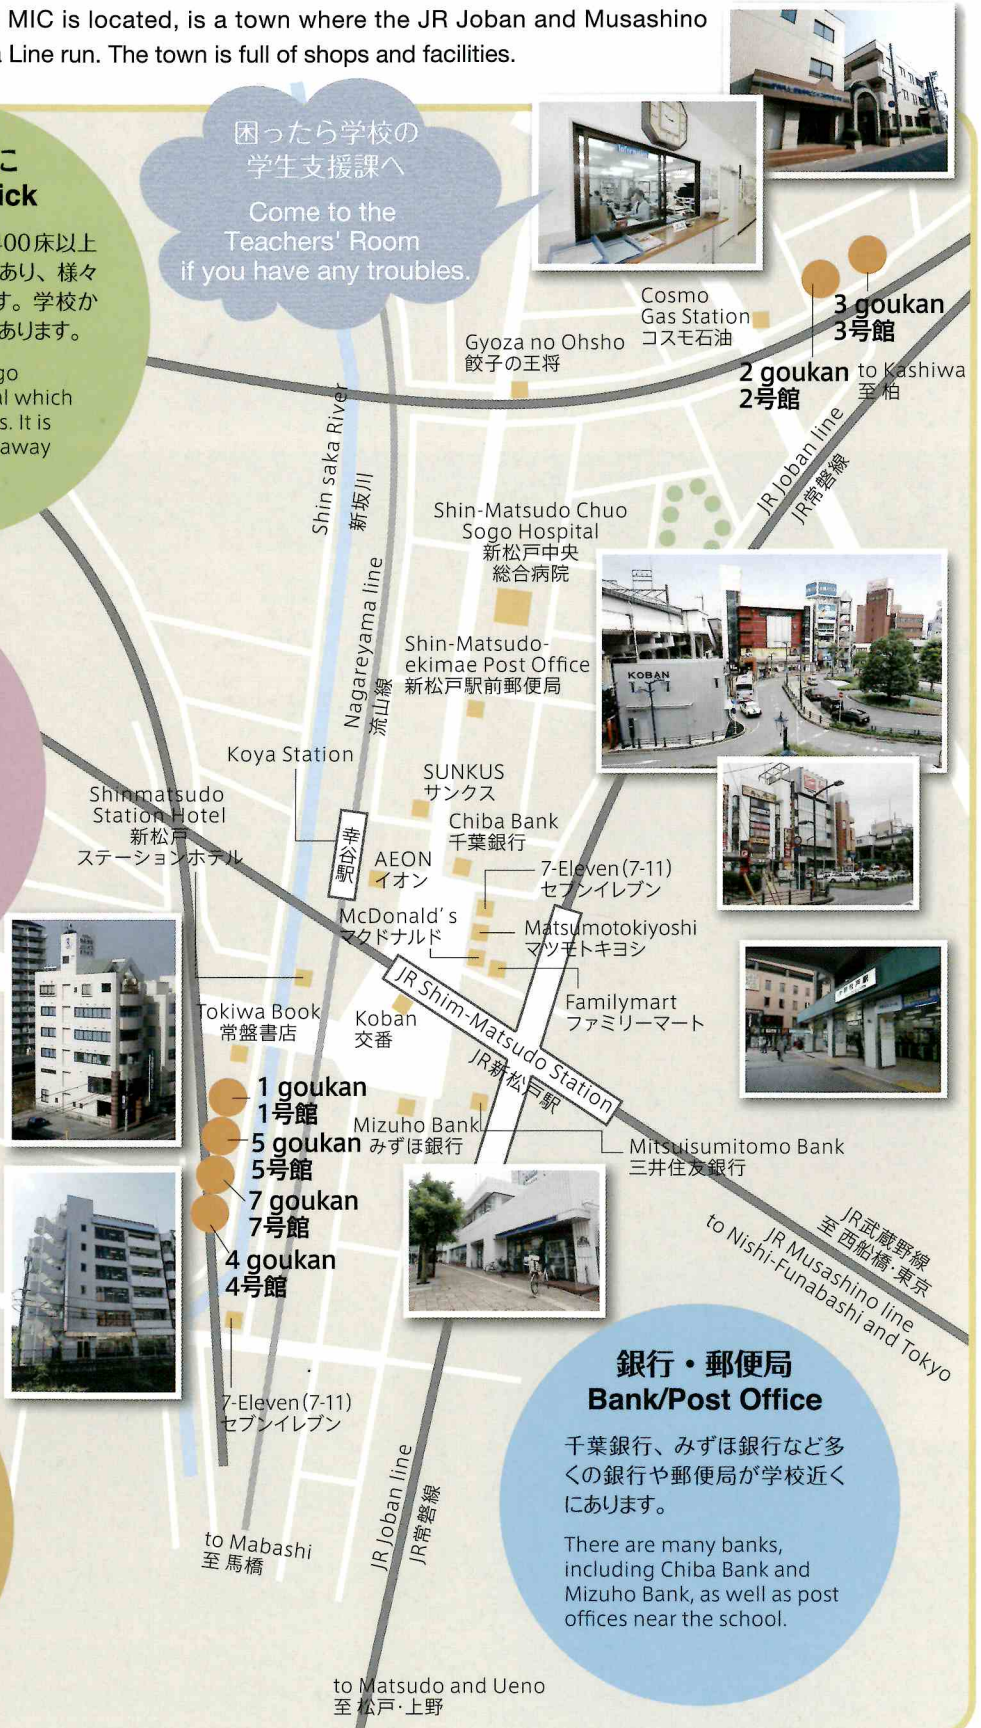 MIC is located, is a town where the JR Joban and Musashino
Line run. The town is full of shops and facilities.
困ったら学校の
学生支援課へ
Come to the
Teachers' Room
if you have any troubles.
こ
ick
400床以上
あり、様々
す。学校か
あります。
go
al which
s. It is
away
Cosmo
Gas Station
コスモ石油
3 goukan
3号館
Gyoza no Ohsho
餃子の王将
2 goukan
2号館
to Kashiwa
至 柏
Shin saka River
新坂川
JR Joban line
JR常磐線
Shin-Matsudo Chuo
Sogo Hospital
新松戸中央
総合病院
Nagareyama line
流山線
Shin-Matsudo-
ekimae Post Office
新松戸駅前郵便局
KOBAN
Koya Station
幸谷駅
SUNKUS
サンクス
Shinmatsudo
Station Hotel
新松戸
ステーションホテル
Chiba Bank
千葉銀行
AEON
イオン
7-Eleven(7-11)
セブンイレブン
McDonald's
マクドナルド
Matsumotokiyoshi
マツモトキヨシ
JR Shim-Matsudo Station
JR新松戸駅
Familymart
ファミリーマート
Tokiwa Book
常盤書店
Koban
交番
1 goukan
1号館
5 goukan
5号館
7 goukan
7号館
4 goukan
4号館
Mizuho Bank
みずほ銀行
Mitsuisumitomo Bank
三井住友銀行
JR武蔵野線
至 西船橋・東京
JR Musashino line
to Nishi-Funabashi and Tokyo
7-Eleven(7-11)
セブンイレブン
銀行・郵便局
Bank/Post Office
千葉銀行、みずほ銀行など多
くの銀行や郵便局が学校近く
にあります。
There are many banks,
including Chiba Bank and
Mizuho Bank, as well as post
offices near the school.
to Mabashi
至 馬橋
JR Joban line
JR常磐線
to Matsudo and Ueno
至 松戸・上野